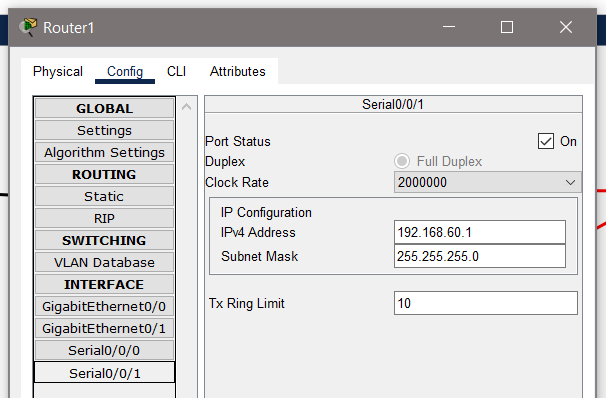 Router1
Physical Config CLI Attributes
GLOBAL
Settings
Algorithm Settings
ROUTING
Static
RIP
SWITCHING
VLAN Database
INTERFACE
GigabitEthernet0/0
GigabitEthernet0/1
Serial0/0/0
Serial0/0/1
Serial0/0/1
Port Status On
Duplex Full Duplex
Clock Rate 2000000
IP Configuration
IPv4 Address 192.168.60.1
Subnet Mask 255.255.255.0
Tx Ring Limit 10